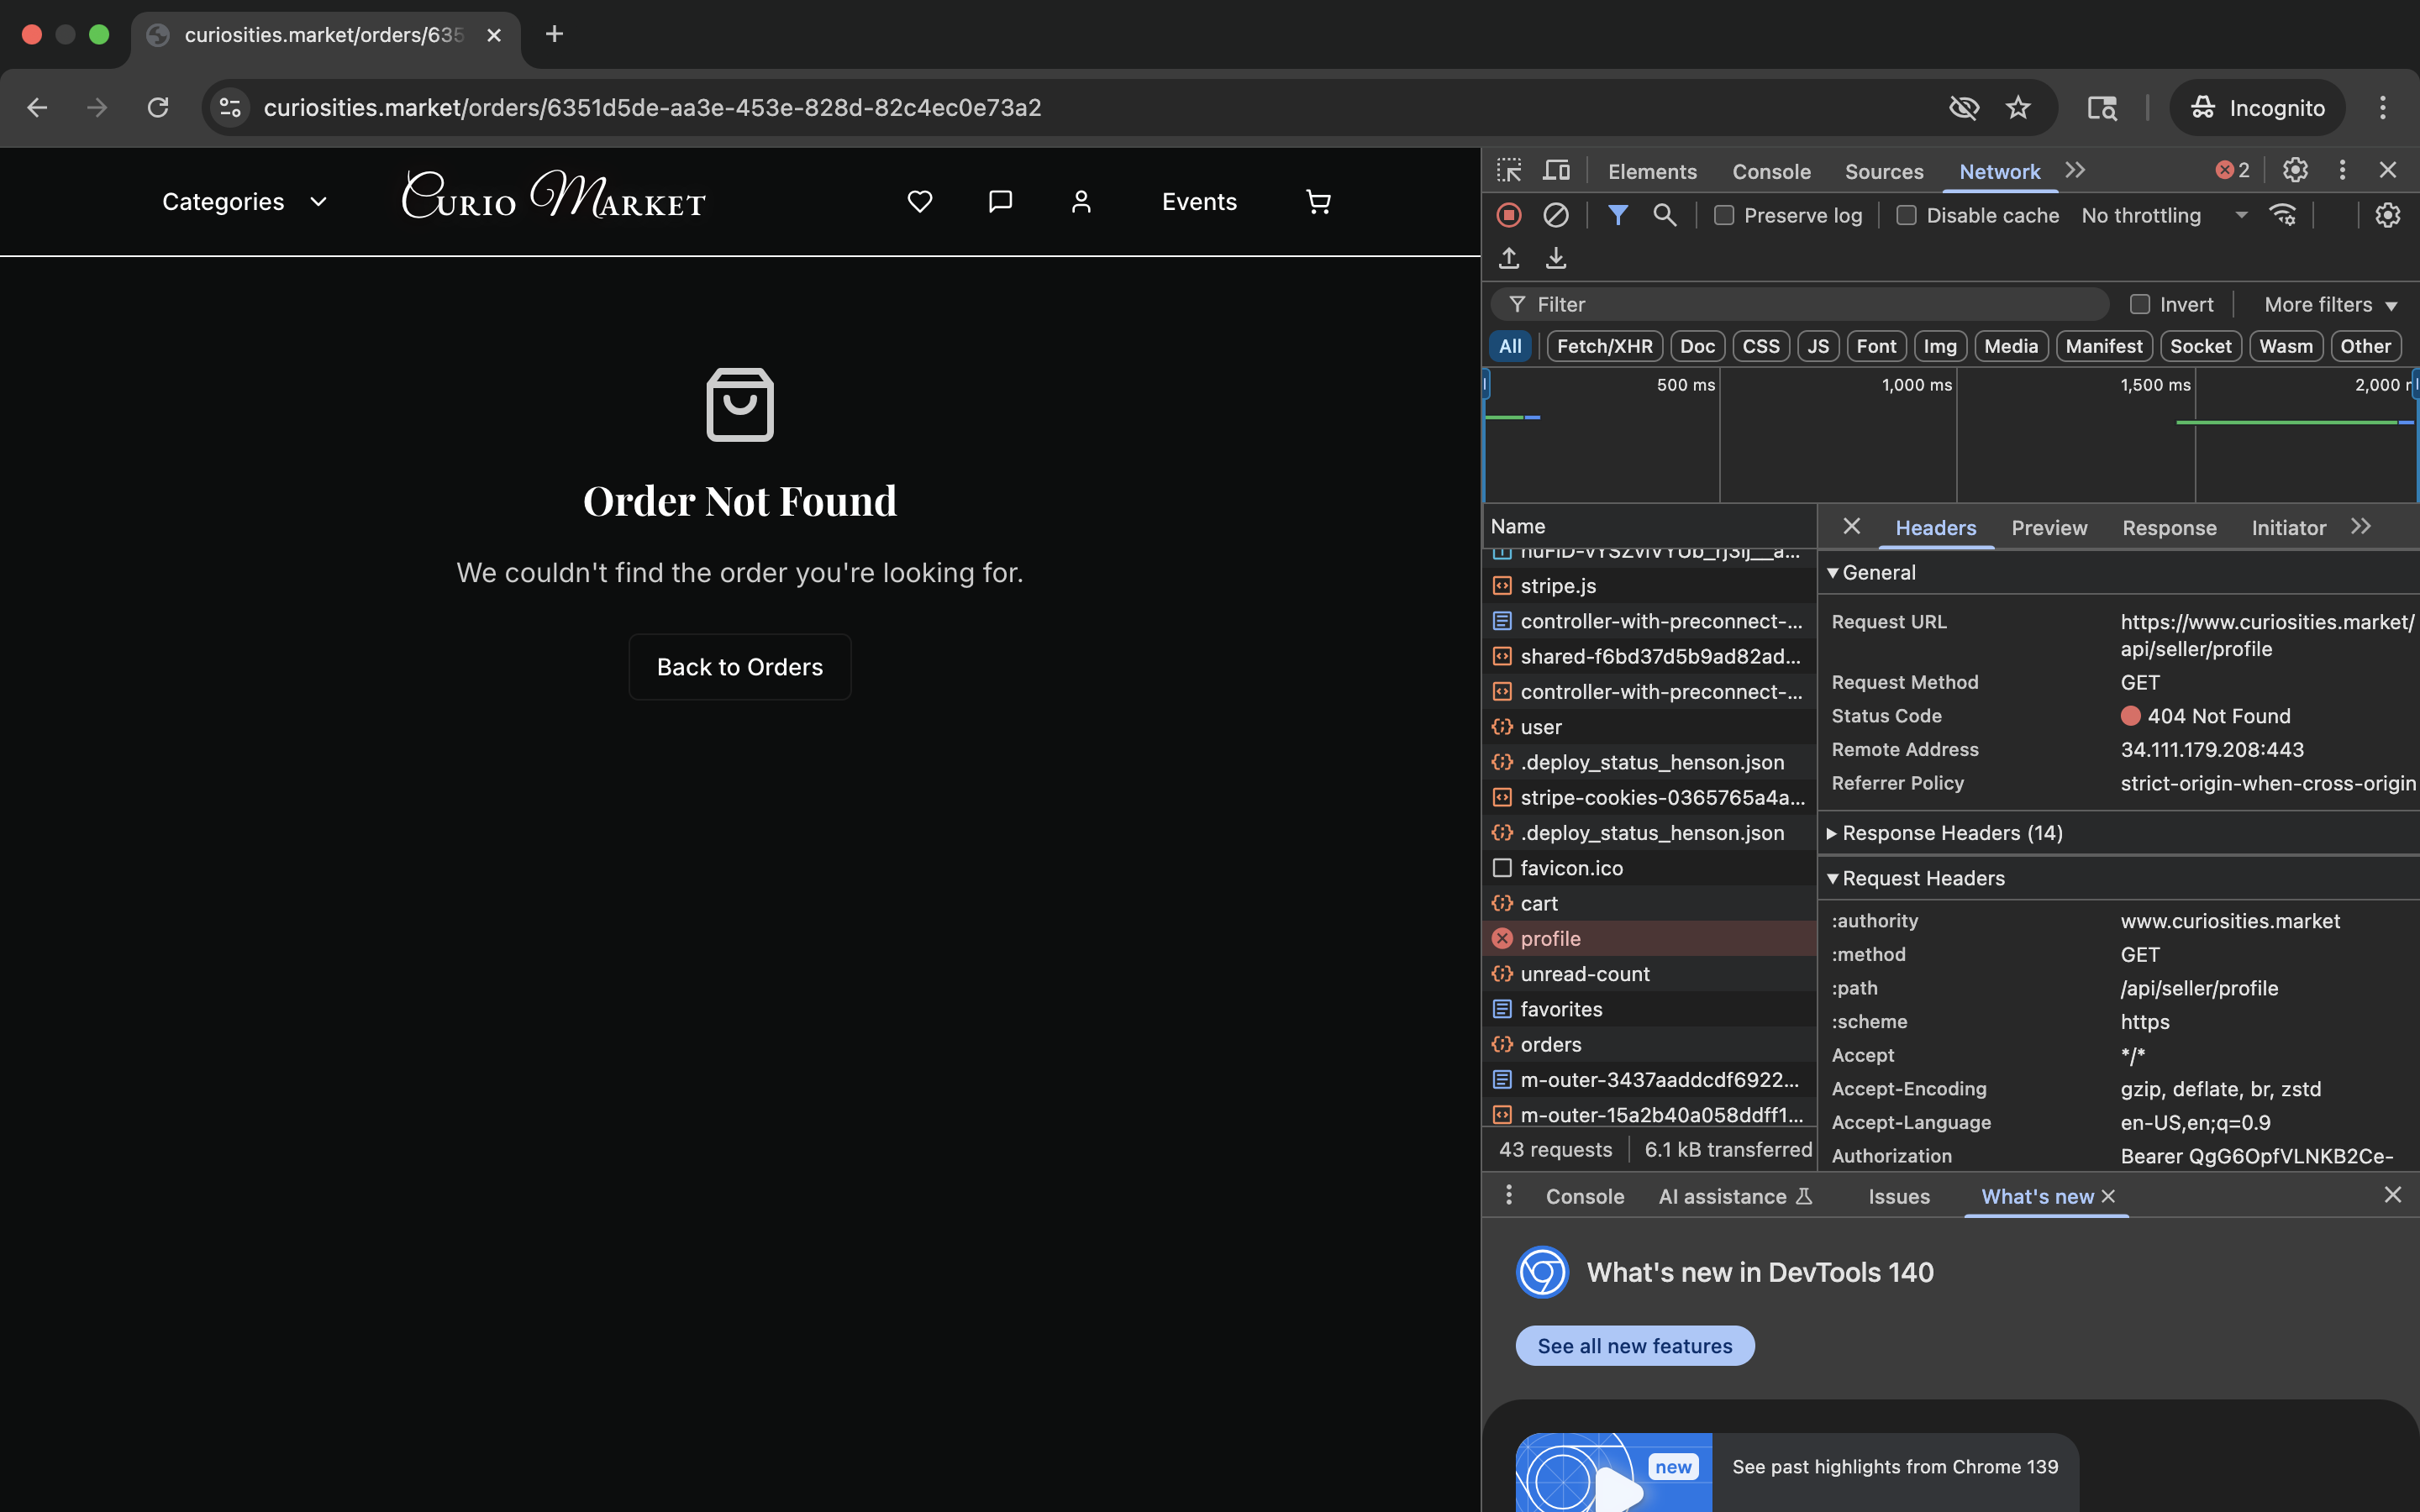 curiosities.market/orders/635
curiosities.market/orders/6351d5de-aa3e-453e-828d-82c4ec0e73a2
Incognito
Categories
Curio Market
Events
Order Not Found
We couldn't find the order you're looking for.
Back to Orders
Elements
Console
Sources
Network
2
Preserve log
Disable cache
No throttling
Filter
Invert
More filters
All
Fetch/XHR
Doc
CSS
JS
Font
Img
Media
Manifest
Socket
Wasm
Other
500 ms
1,000 ms
1,500 ms
2,000
Name
stripe.js
controller-with-preconnect-...
shared-f6bd37d5b9ad82ad...
controller-with-preconnect-...
user
.deploy_status_henson.json
stripe-cookies-0365765a4a...
.deploy_status_henson.json
favicon.ico
cart
profile
unread-count
favorites
orders
m-outer-3437aaddcdf6922...
m-outer-15a2b40a058ddff1...
43 requests
6.1 kB transferred
Headers
Preview
Response
Initiator
General
Request URL
https://www.curiosities.market/
api/seller/profile
Request Method
GET
Status Code
404 Not Found
Remote Address
34.111.179.208:443
Referrer Policy
strict-origin-when-cross-origin
Response Headers (14)
Request Headers
:authority
www.curiosities.market
:method
GET
:path
/api/seller/profile
:scheme
https
Accept
*/*
Accept-Encoding
gzip, deflate, br, zstd
Accept-Language
en-US,en;q=0.9
Authorization
Bearer QgG6OpfVLNKB2Ce-
Console
AI assistance
Issues
What's new
What's new in DevTools 140
See all new features
new
See past highlights from Chrome 139